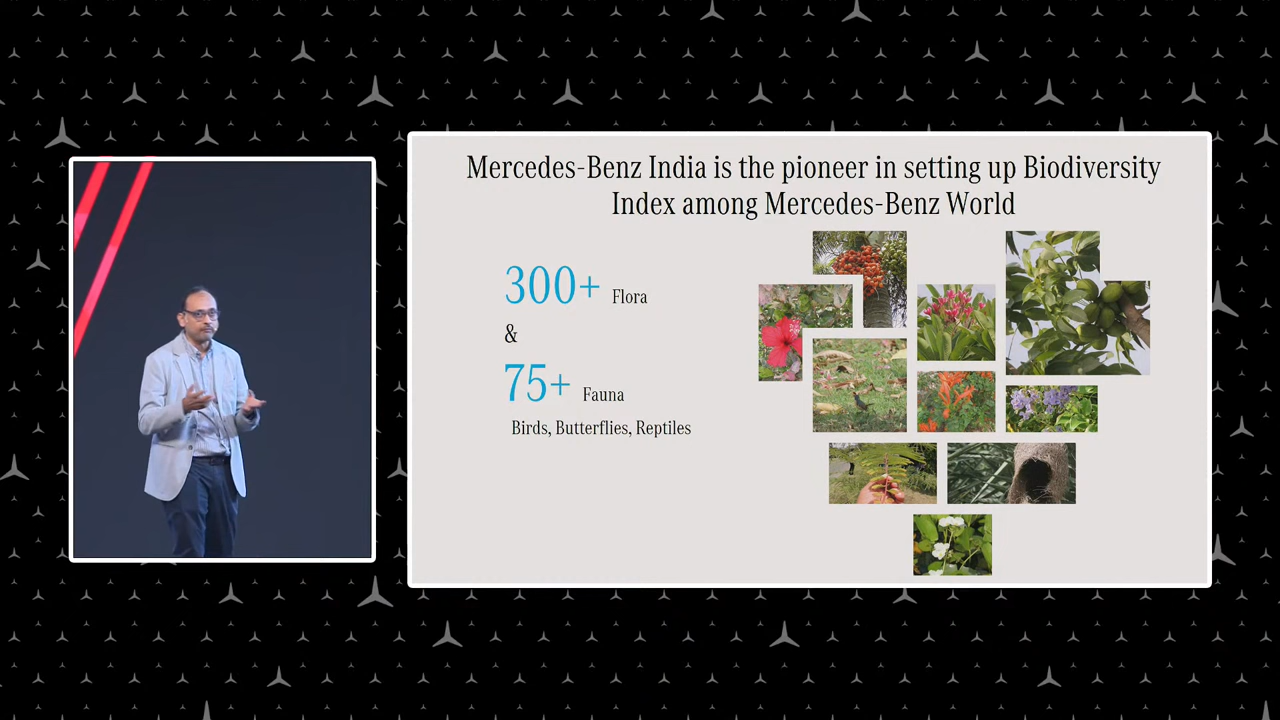 Mercedes-Benz India is the pioneer in setting up Biodiversity
Index among Mercedes-Benz World
300+ Flora
&
75+ Fauna
Birds, Butterflies, Reptiles